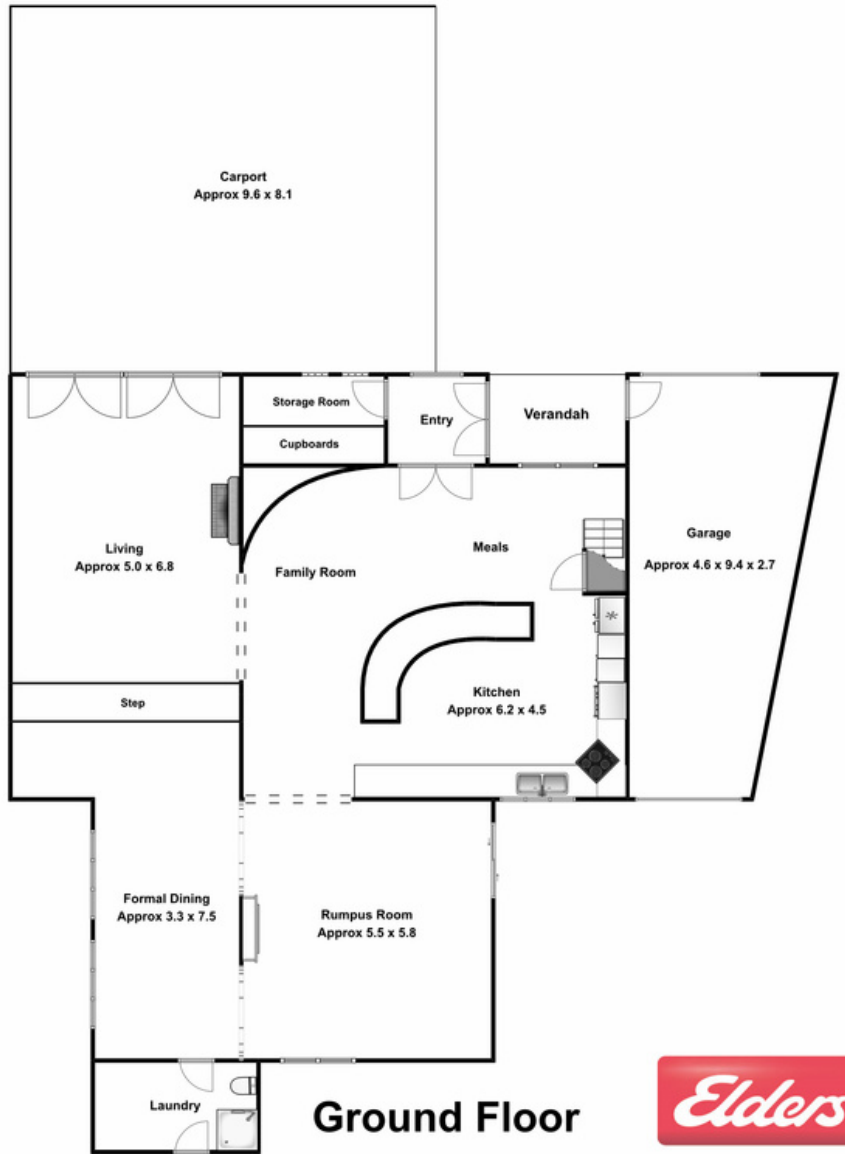 Carport
Approx 9.6 x 8.1
Storage Room
Cupboards
Entry
Verandah
Living
Approx 5.0 x 6.8
Family Room
Meals
Garage
Approx 4.6 x 9.4 x 2.7
Step
Kitchen
Approx 6.2 x 4.5
Formal Dining
Approx 3.3 x 7.5
Rumpus Room
Approx 5.5 x 5.8
Laundry
Ground Floor
Elders